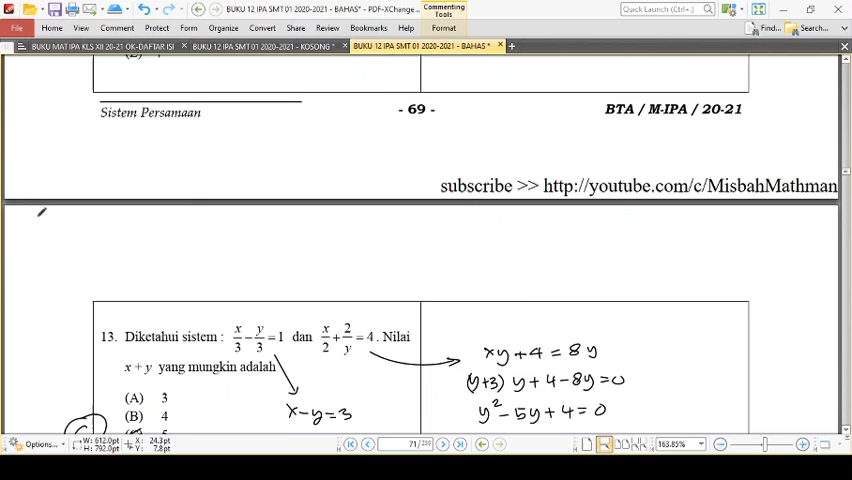 BUKU 12 IPA SMT 01 2020-2021 - BAHAS* - PDF-XChange
Commenting Tools
Quick Launch...
File
Home
View
Comment
Protect
Form
Organize
Convert
Share
Review
Bookmarks
Help
Format
Find...
Search...
BUKU MAT IPA KLS XII 20-21 OK-DAFTAR ISI
BUKU 12 IPA SMT 01 2020-2021 - KOSONG *
BUKU 12 IPA SMT 01 2020-2021 - BAHAS *
Sistem Persamaan
- 69 -
BTA / M-IPA / 20-21
subscribe >> http://youtube.com/c/MisbahMathman
13. Diketahui sistem : x/3 − y/3 = 1 dan x/2 + 2/y = 4. Nilai
x + y yang mungkin adalah
(A) 3
(B) 4
x − y = 3
xy + 4 = 8y
(y+3) y + 4 − 8y = 0
y² − 5y + 4 = 0
Options...
W: 612.0pt
H: 792.0pt
X: 24.3pt
Y: 1.2pt
71/239
163.85%